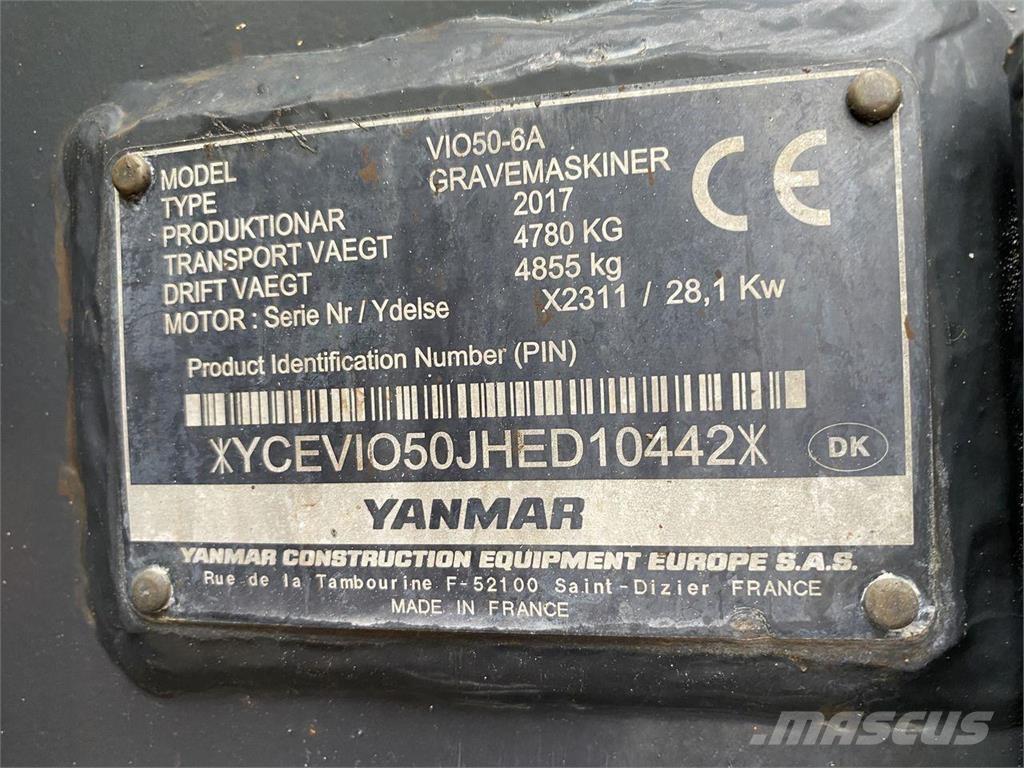 MODEL VIO50-6A
TYPE GRAVEMASKINER
PRODUKTIONAR 2017
TRANSPORT VAEGT 4780 KG
DRIFT VAEGT 4855 kg
MOTOR : Serie Nr / Ydelse X2311 / 28,1 Kw
CE
Product Identification Number (PIN)
*YCEVIO50JHED10442*
DK
YANMAR
YANMAR CONSTRUCTION EQUIPMENT EUROPE S.A.S.
Rue de la Tambourine F-52100 Saint-Dizier FRANCE
MADE IN FRANCE
MASCUS